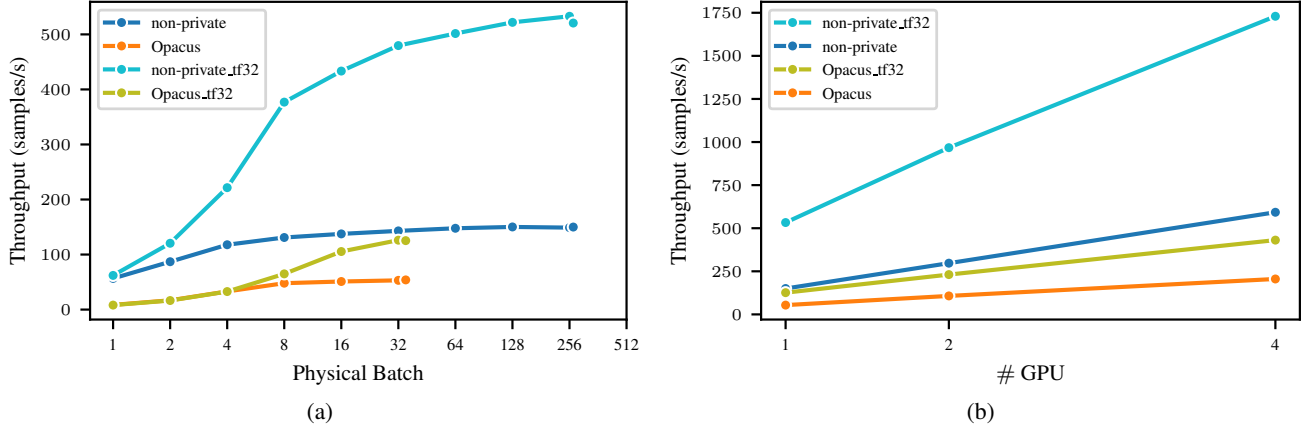 non-private
Opacus
non-private_tf32
Opacus_tf32
Throughput (samples/s)
500
400
300
200
100
0
1 2 4 8 16 32 64 128 256 512
Physical Batch
(a)
non-private_tf32
non-private
Opacus_tf32
Opacus
Throughput (samples/s)
1750
1500
1250
1000
750
500
250
0
1 2 4
# GPU
(b)